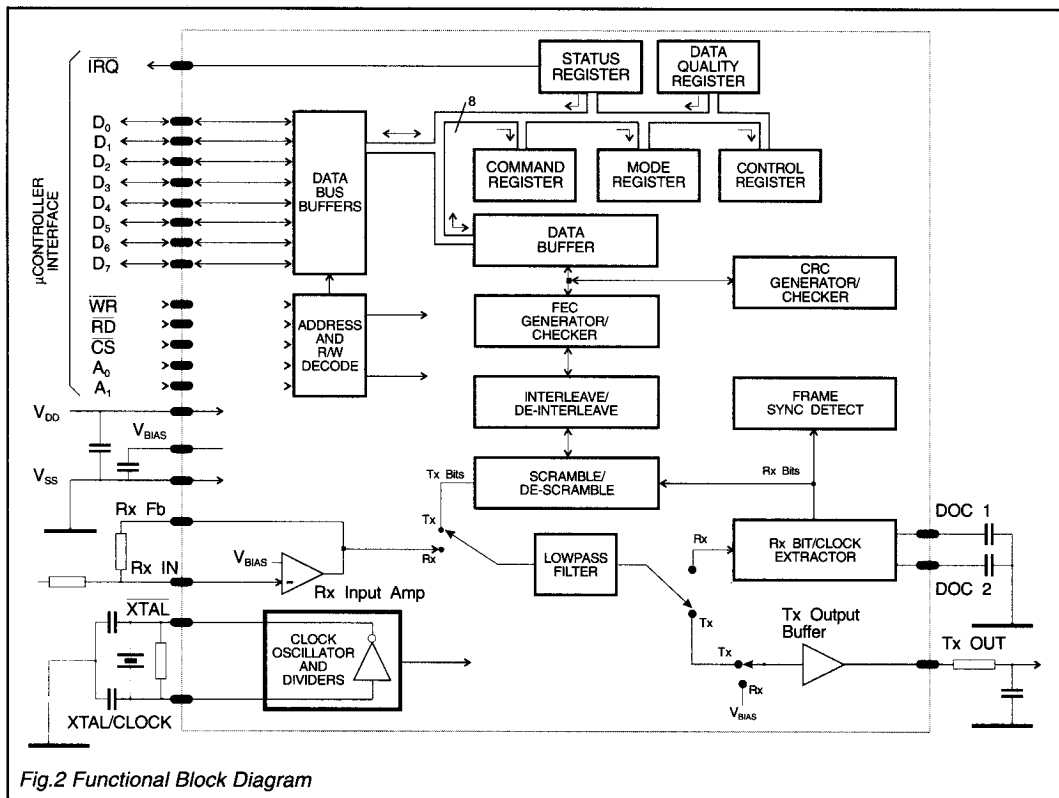 IRQ
STATUS
REGISTER
DATA
QUALITY
REGISTER
8
D0
D1
D2
D3
D4
D5
D6
D7
µCONTROLLER
INTERFACE
DATA
BUS
BUFFERS
COMMAND
REGISTER
MODE
REGISTER
CONTROL
REGISTER
DATA
BUFFER
CRC
GENERATOR/
CHECKER
WR
RD
CS
A0
A1
ADDRESS
AND
R/W
DECODE
FEC
GENERATOR/
CHECKER
INTERLEAVE/
DE-INTERLEAVE
FRAME
SYNC DETECT
VDD
VBIAS
VSS
Tx Bits
SCRAMBLE/
DE-SCRAMBLE
Rx Bits
Rx Fb
Rx IN
VBIAS
-
Rx Input Amp
Tx
Rx
LOWPASS
FILTER
Rx
Tx
Rx BIT/CLOCK
EXTRACTOR
DOC 1
DOC 2
XTAL
XTAL/CLOCK
CLOCK
OSCILLATOR
AND
DIVIDERS
Tx Output
Buffer
Tx
Rx
VBIAS
Tx OUT
Fig.2 Functional Block Diagram